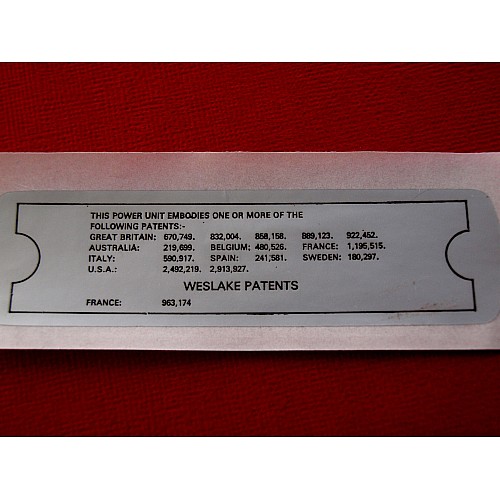 THIS POWER UNIT EMBODIES ONE OR MORE OF THE
FOLLOWING PATENTS:-
GREAT BRITAIN: 670,749. 832,004. 858,158. 889,123. 922,452.
AUSTRALIA: 219,699. BELGIUM; 480,526. FRANCE: 1,195,515.
ITALY: 590,917. SPAIN: 241,581. SWEDEN: 180,297.
U.S.A.: 2,492,219. 2,913,927.
WESLAKE PATENTS
FRANCE: 963,174